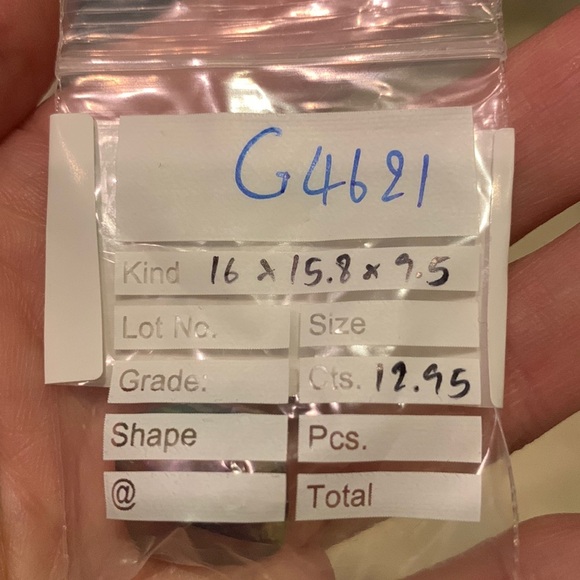 G4621
Kind 16 x 15.8 x 9.5
Lot No. Size
Grade: Cts. 12.95
Shape Pcs.
@ Total